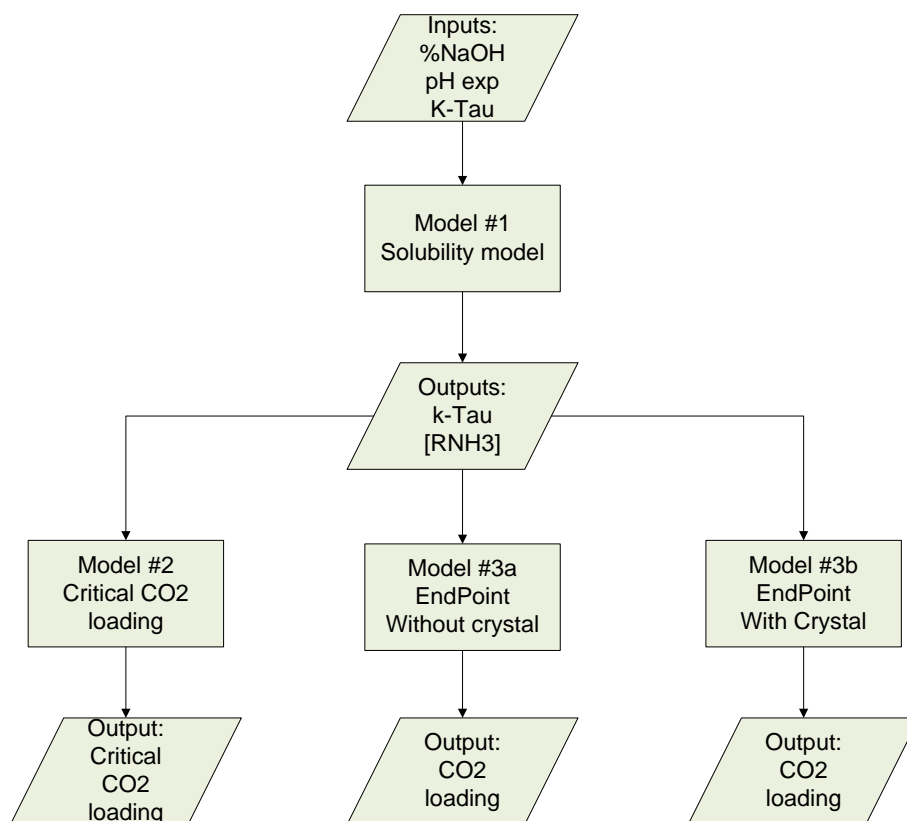 Inputs:
%NaOH
pH exp
K-Tau
Model #1
Solubility model
Outputs:
k-Tau
[RNH3]
Model #2
Critical CO2
loading
Model #3a
EndPoint
Without crystal
Model #3b
EndPoint
With Crystal
Output:
Critical
CO2
loading
Output:
CO2
loading
Output:
CO2
loading